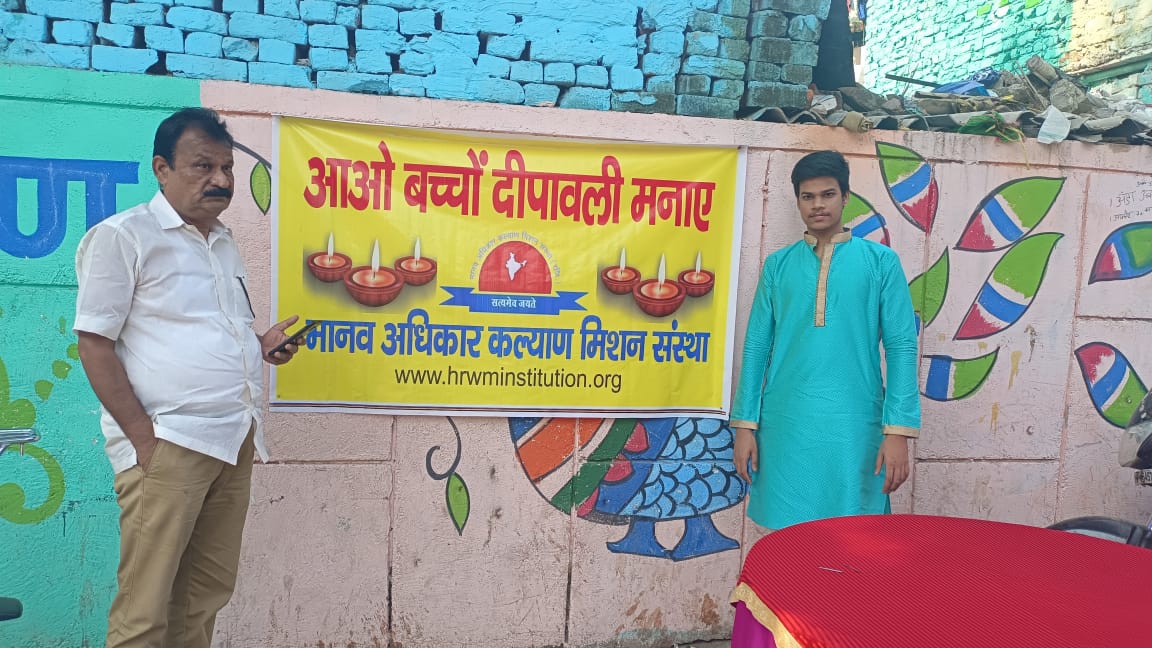 आओ बच्चों दीपावली मनाए
सत्यमेव जयते
मानव अधिकार कल्याण मिशन संस्था
www.hrwminstitution.org